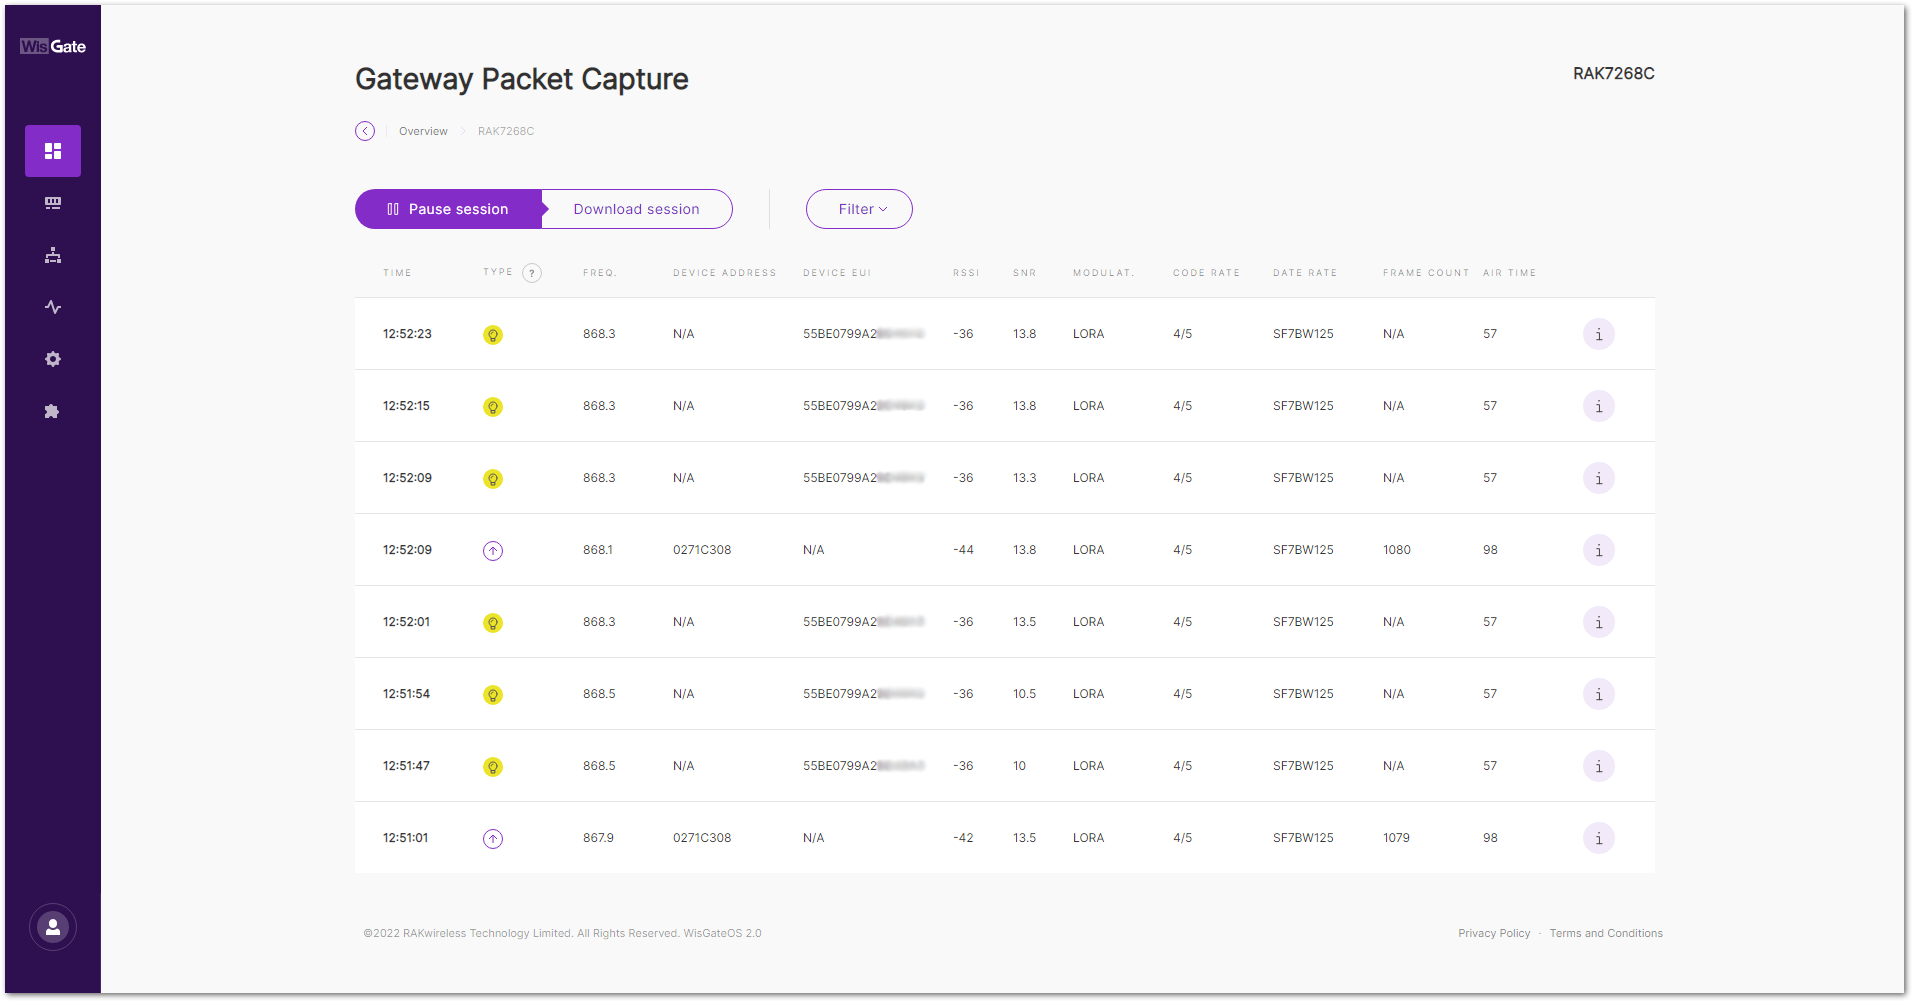 WisGate
Gateway Packet Capture
RAK7268C
Overview RAK7268C
Pause session Download session Filter
TIME TYPE ? FREQ. DEVICE ADDRESS DEVICE EUI RSSI SNR MODULAT. CODE RATE DATE RATE FRAME COUNT AIR TIME
12:52:23 868.3 N/A 55BE0799A2 -36 13.8 LORA 4/5 SF7BW125 N/A 57 i
12:52:15 868.3 N/A 55BE0799A2 -36 13.8 LORA 4/5 SF7BW125 N/A 57 i
12:52:09 868.3 N/A 55BE0799A2 -36 13.3 LORA 4/5 SF7BW125 N/A 57 i
12:52:09 868.1 0271C308 N/A -44 13.8 LORA 4/5 SF7BW125 1080 98 i
12:52:01 868.3 N/A 55BE0799A2 -36 13.5 LORA 4/5 SF7BW125 N/A 57 i
12:51:54 868.5 N/A 55BE0799A2 -36 10.5 LORA 4/5 SF7BW125 N/A 57 i
12:51:47 868.5 N/A 55BE0799A2 -36 10 LORA 4/5 SF7BW125 N/A 57 i
12:51:01 867.9 0271C308 N/A -42 13.5 LORA 4/5 SF7BW125 1079 98 i
©2022 RAKwireless Technology Limited. All Rights Reserved. WisGateOS 2.0
Privacy Policy · Terms and Conditions